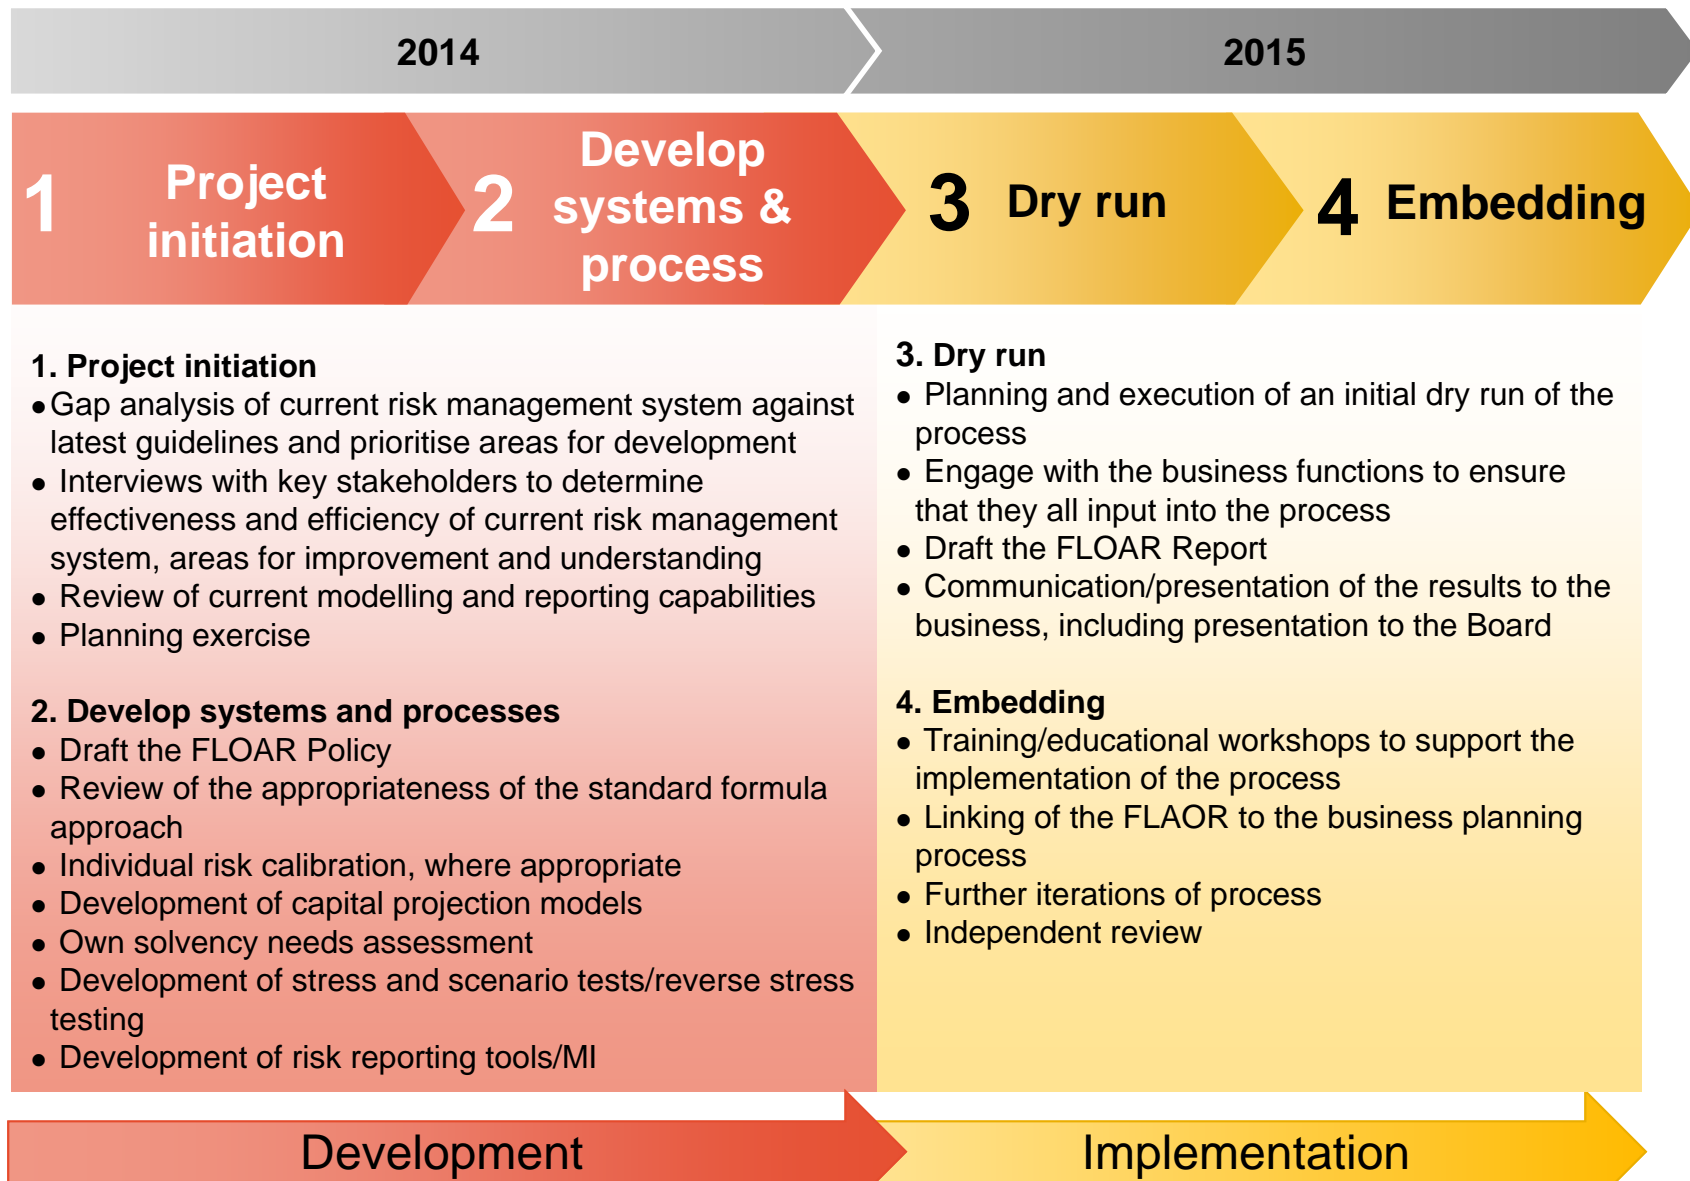 2014
2015
1
Project
initiation
2
Develop
systems &
process
3
Dry run
4
Embedding
1. Project initiation
●Gap analysis of current risk management system against
latest guidelines and prioritise areas for development
● Interviews with key stakeholders to determine
effectiveness and efficiency of current risk management
system, areas for improvement and understanding
● Review of current modelling and reporting capabilities
● Planning exercise
2. Develop systems and processes
● Draft the FLOAR Policy
● Review of the appropriateness of the standard formula
approach
● Individual risk calibration, where appropriate
● Development of capital projection models
● Own solvency needs assessment
● Development of stress and scenario tests/reverse stress
testing
● Development of risk reporting tools/MI
3. Dry run
● Planning and execution of an initial dry run of the
process
● Engage with the business functions to ensure
that they all input into the process
● Draft the FLOAR Report
● Communication/presentation of the results to the
business, including presentation to the Board
4. Embedding
● Training/educational workshops to support the
implementation of the process
● Linking of the FLAOR to the business planning
process
● Further iterations of process
● Independent review
Development
Implementation